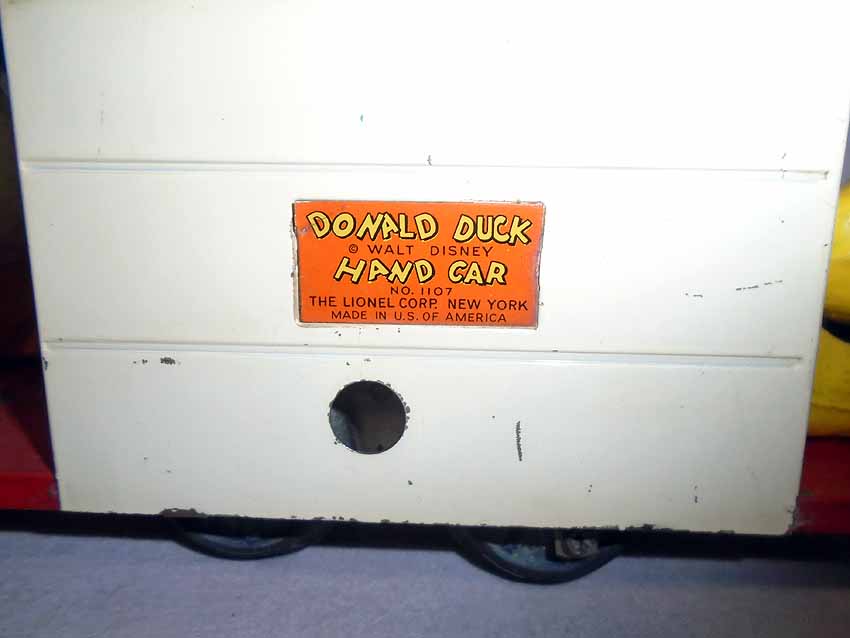 DONALD DUCK
© WALT DISNEY
HAND CAR
NO. 1107
THE LIONEL CORP. NEW YORK
MADE IN U.S. OF AMERICA